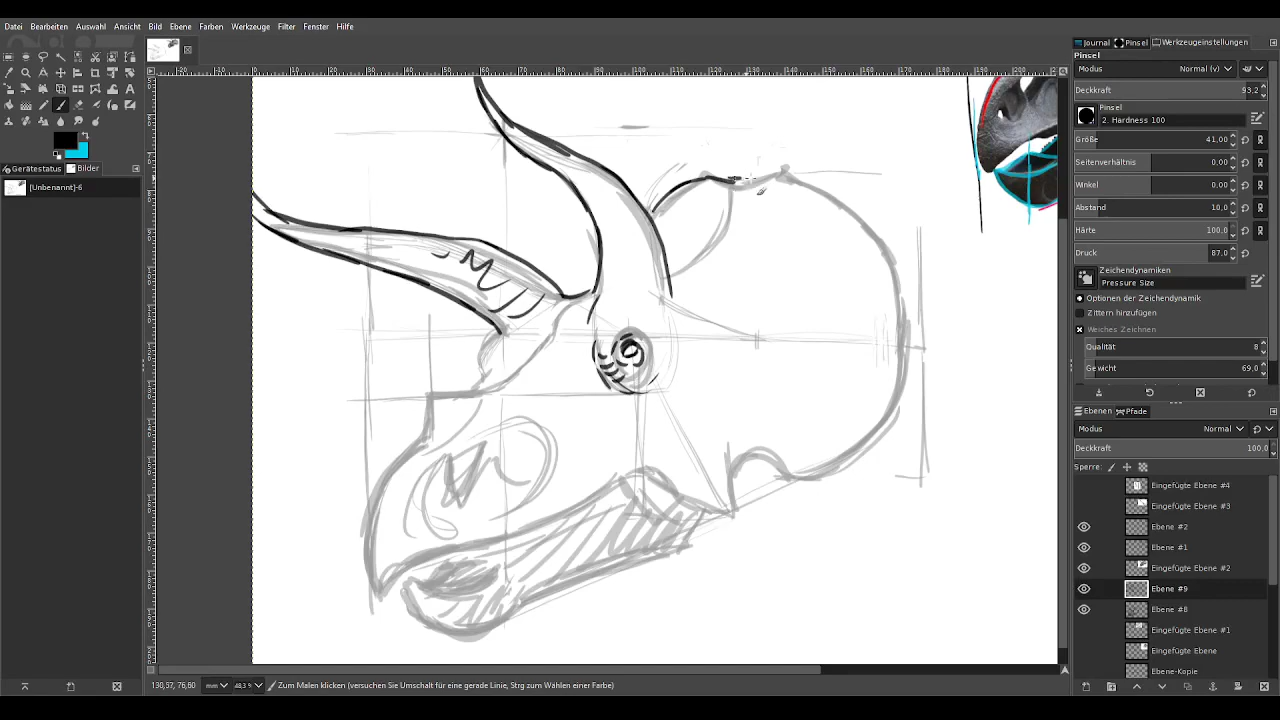 Datei Bearbeiten Auswahl Ansicht Bild Ebene Farben Werkzeuge Filter Fenster Hilfe
Journal Pinsel Werkzeugeinstellungen
Pinsel
Modus Normal (v)
Deckkraft 93,2
Pinsel
2. Hardness 100
Größe 41,00
Seitenverhältnis 0,00
Winkel 0,00
Abstand 10,0
Härte 100,0
Druck 87,0
Zeichendynamiken
Pressure Size
Optionen der Zeichendynamik
Zittern hinzufügen
Weiches Zeichnen
Qualität 8
Gewicht 69,0
Gerätestatus Bilder
[Unbenannt]-6
Ebenen Pfade
Modus Normal
Deckkraft 100,0
Sperre:
Eingefügte Ebene #4
Eingefügte Ebene #3
Ebene #2
Ebene #1
Eingefügte Ebene #2
Ebene #9
Ebene #8
Eingefügte Ebene #1
Eingefügte Ebene
Ebene-Kopie
130,57, 76,60 mm 48,3 % Zum Malen klicken (versuchen Sie Umschalt für eine gerade Linie, Strg zum Wählen einer Farbe)